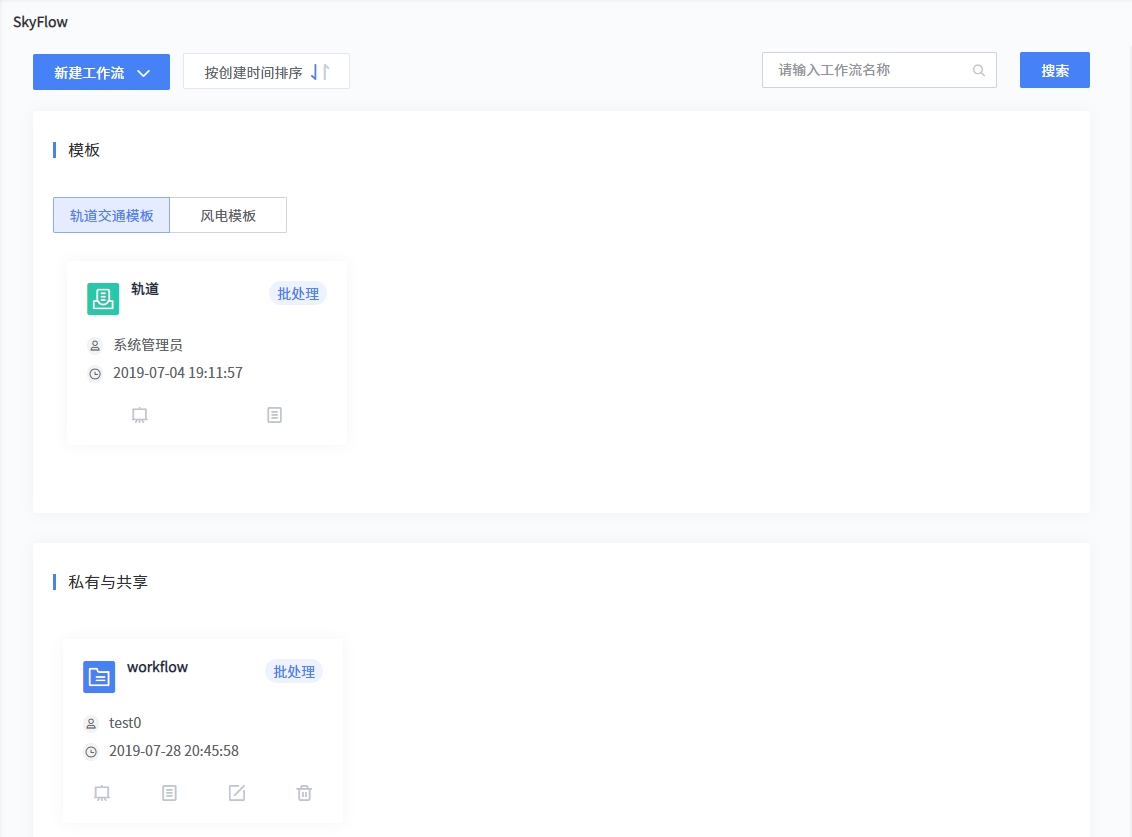 SkyFlow
新建工作流
按创建时间排序
请输入工作流名称
搜索
模板
轨道交通模板
风电模板
轨道
批处理
系统管理员
2019-07-04 19:11:57
私有与共享
workflow
批处理
test0
2019-07-28 20:45:58